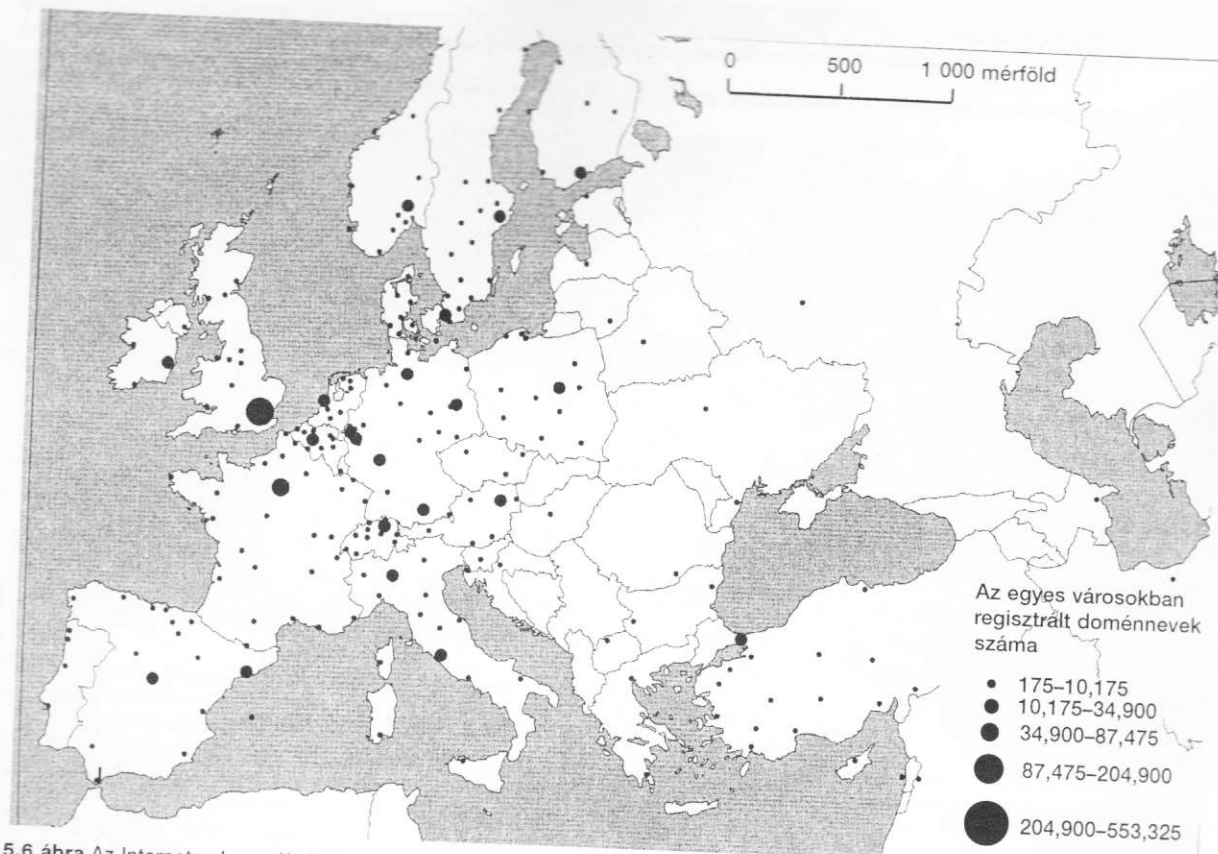 0 500 1 000 mérföld
Az egyes városokban
regisztrált doménnevek
száma
175–10,175
10,175–34,900
34,900–87,475
87,475–204,900
204,900–553,325
5.6 ábra Az